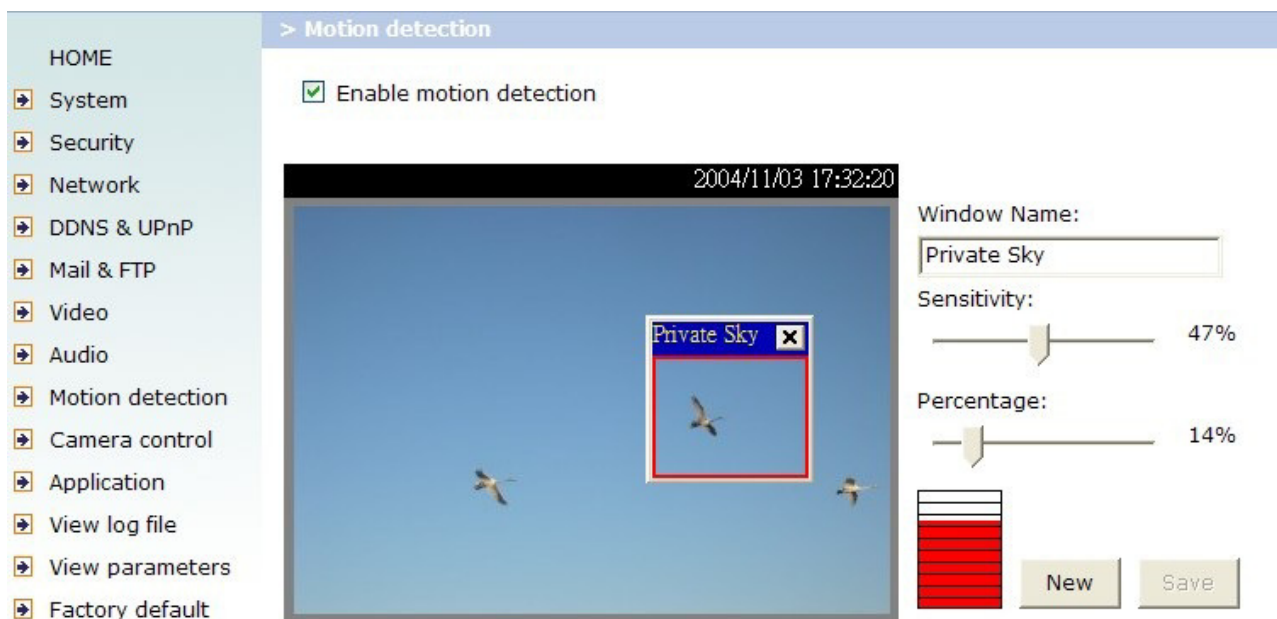 > Motion detection
HOME
System
Security
Network
DDNS & UPnP
Mail & FTP
Video
Audio
Motion detection
Camera control
Application
View log file
View parameters
Factory default
Enable motion detection
2004/11/03 17:32:20
Private Sky
Window Name:
Private Sky
Sensitivity:
47%
Percentage:
14%
New
Save